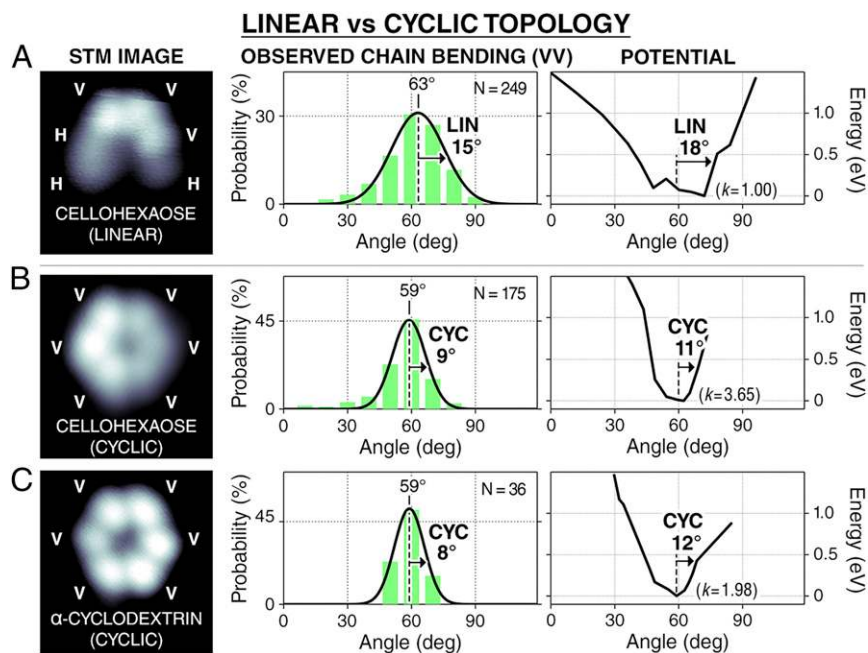 LINEAR vs CYCLIC TOPOLOGY
STM IMAGE
OBSERVED CHAIN BENDING (VV)
POTENTIAL
A
V V
H V
H H
CELLOHEXAOSE
(LINEAR)
Probability (%)
30
0
63°
N = 249
LIN
15°
0 30 60 90
Angle (deg)
LIN
18°
(k=1.00)
1.0
0.5
0
Energy (eV)
0 30 60 90
Angle (deg)
B
V V
V V
V V
CELLOHEXAOSE
(CYCLIC)
Probability (%)
45
0
59°
N = 175
CYC
9°
0 30 60 90
Angle (deg)
CYC
11°
(k=3.65)
1.0
0.5
0
Energy (eV)
0 30 60 90
Angle (deg)
C
V V
V V
V V
α-CYCLODEXTRIN
(CYCLIC)
Probability (%)
45
0
59°
N = 36
CYC
8°
0 30 60 90
Angle (deg)
CYC
12°
(k=1.98)
1.0
0.5
0
Energy (eV)
0 30 60 90
Angle (deg)